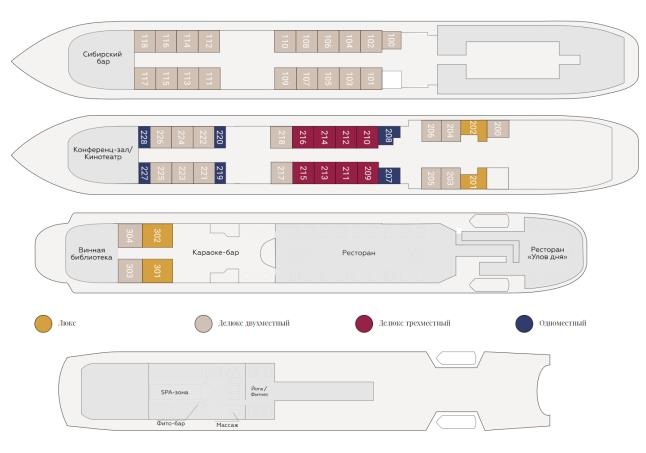 118 116 114 112 110 108 106 104 102 100
Сибирский
бар
117 115 113 111 109 107 105 103 101
228 226 224 222 220 218 216 214 212 210 208 206 204 202 200
Конференц-зал/
Кинотеатр
227 225 223 221 219 217 215 213 211 209 207 205 203 201
304 302
Винная
библиотека
Караоке-бар
Ресторан
Ресторан
«Улов дня»
303 301
Люкс
Делюкс двухместный
Делюкс трехместный
Одноместный
SPA-зона
Йога/
Фитнес
Фито-бар
Массаж